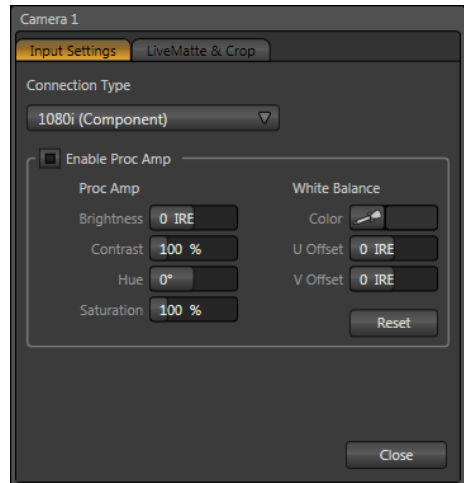 Camera 1
Input Settings LiveMatte & Crop
Connection Type
1080i (Component)
Enable Proc Amp
Proc Amp White Balance
Brightness 0 IRE Color
Contrast 100 % U Offset 0 IRE
Hue 0° V Offset 0 IRE
Saturation 100 % Reset
Close